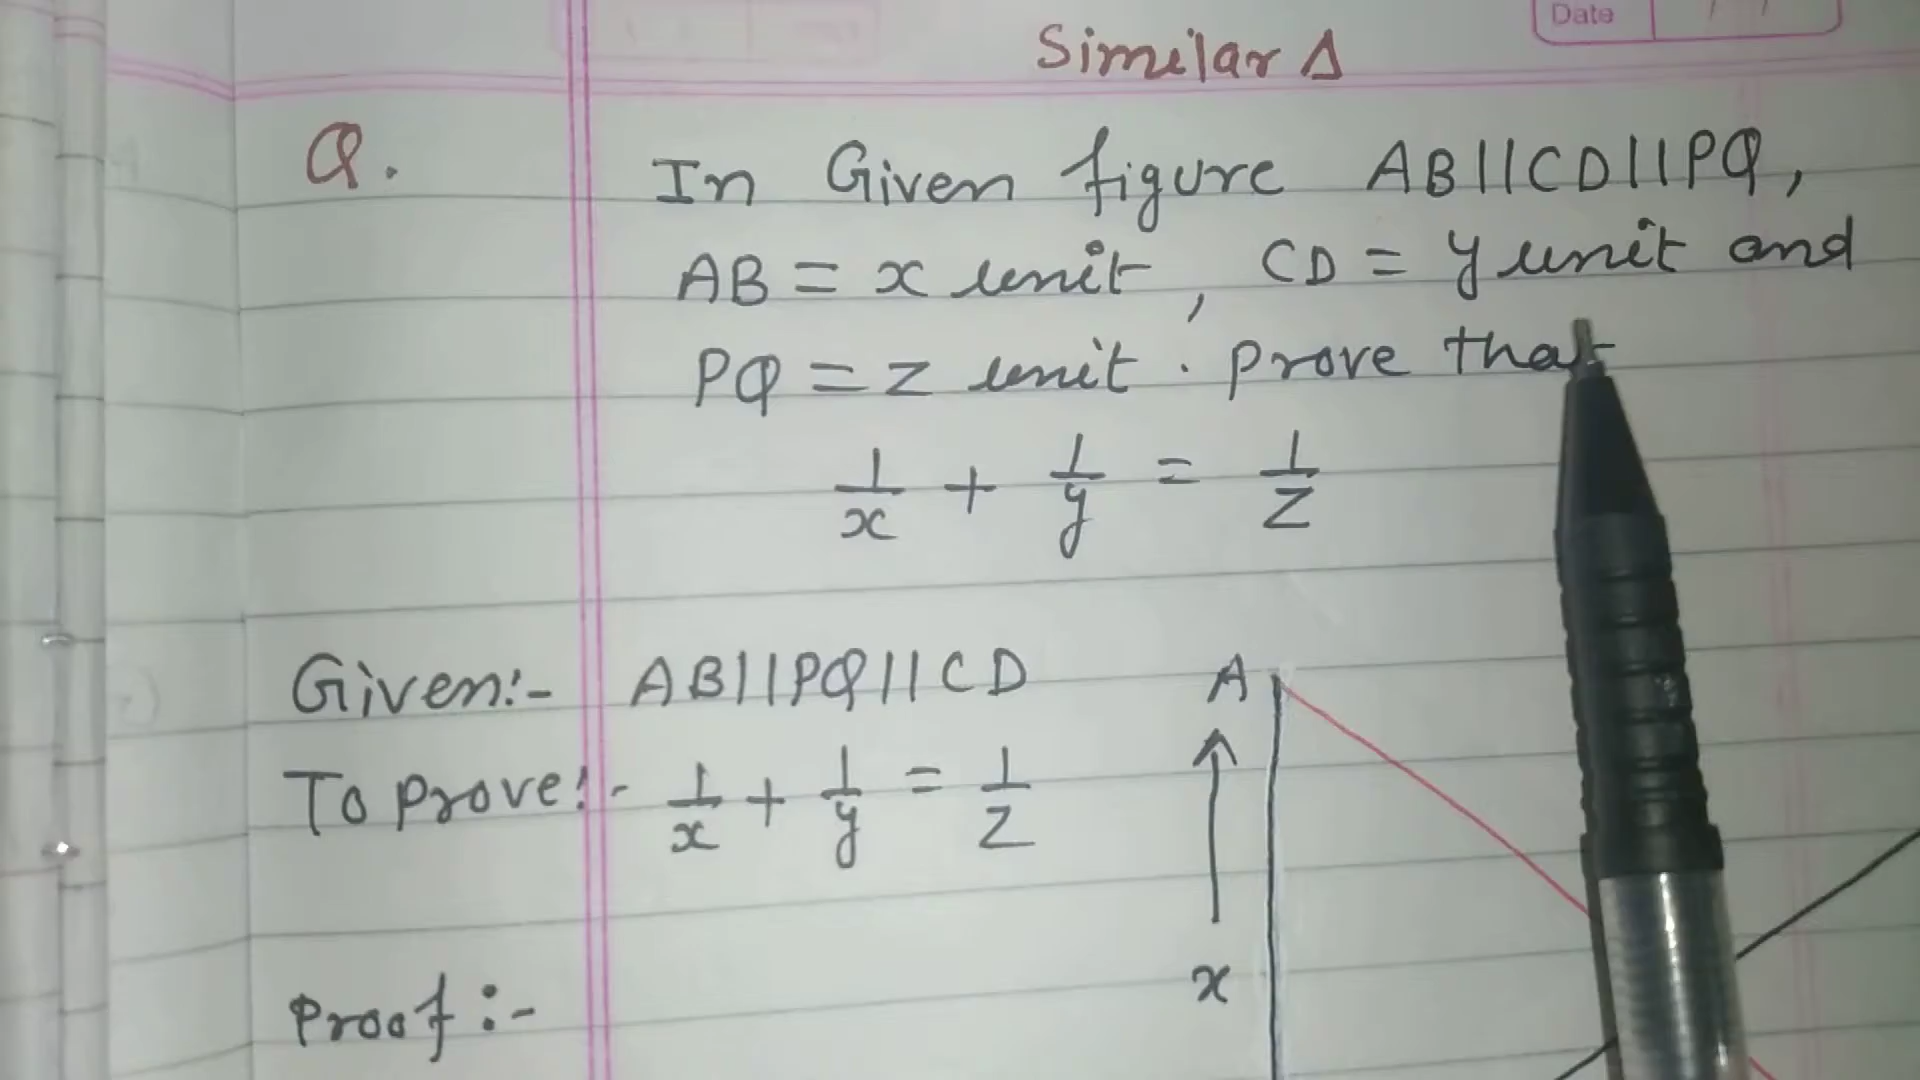 Date
Similar Δ
Q. In Given figure AB||CD||PQ,
AB = x unit, CD = y unit and
PQ = z unit. Prove that
1/x + 1/y = 1/z
Given:- AB||PQ||CD
To prove:- 1/x + 1/y = 1/z
A
x
Proof :-